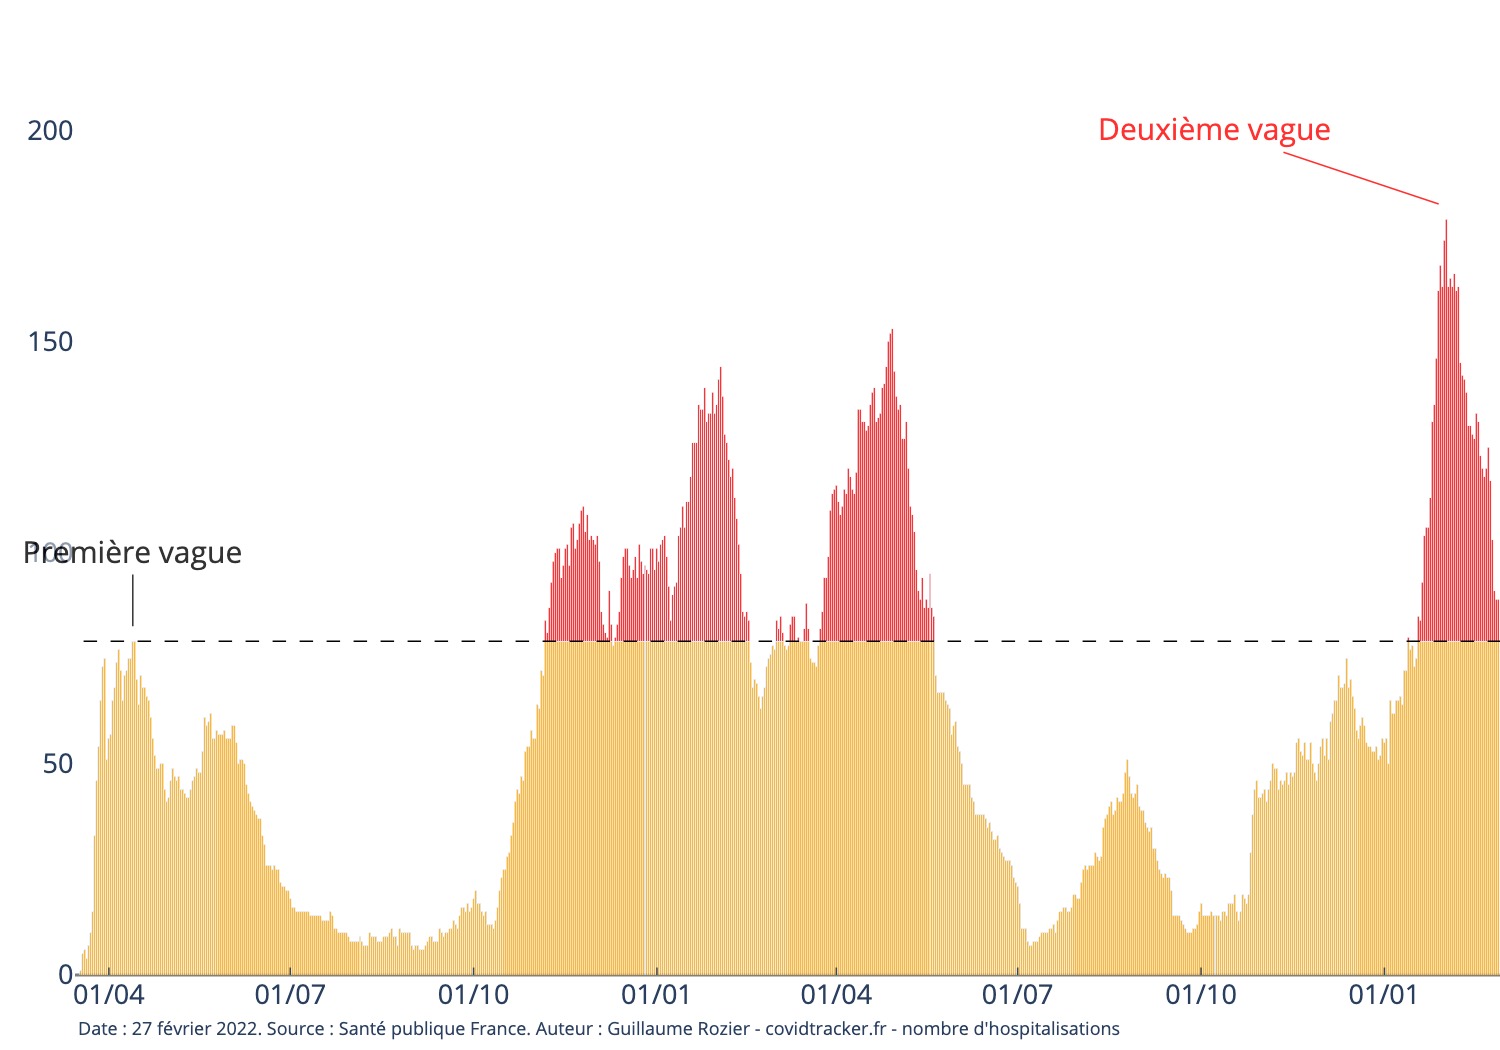 200
Deuxième vague
150
100
Première vague
50
0
01/04 01/07 01/10 01/01 01/04 01/07 01/10 01/01
Date : 27 février 2022. Source : Santé publique France. Auteur : Guillaume Rozier - covidtracker.fr - nombre d'hospitalisations